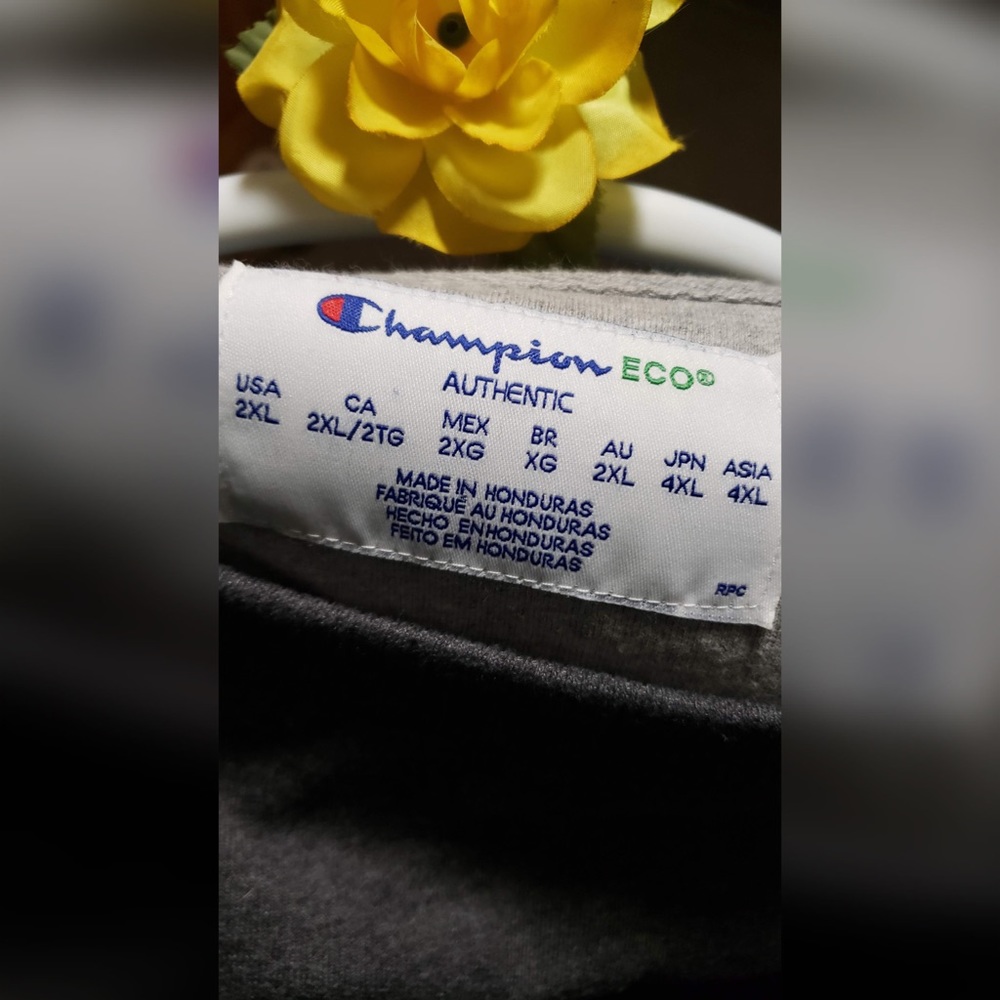 Champion ECO®
AUTHENTIC
USA CA MEX BR AU JPN ASIA
2XL 2XL/2TG 2XG XG 2XL 4XL 4XL
MADE IN HONDURAS
FABRIQUÉ AU HONDURAS
HECHO EN HONDURAS
FEITO EM HONDURAS
RPC